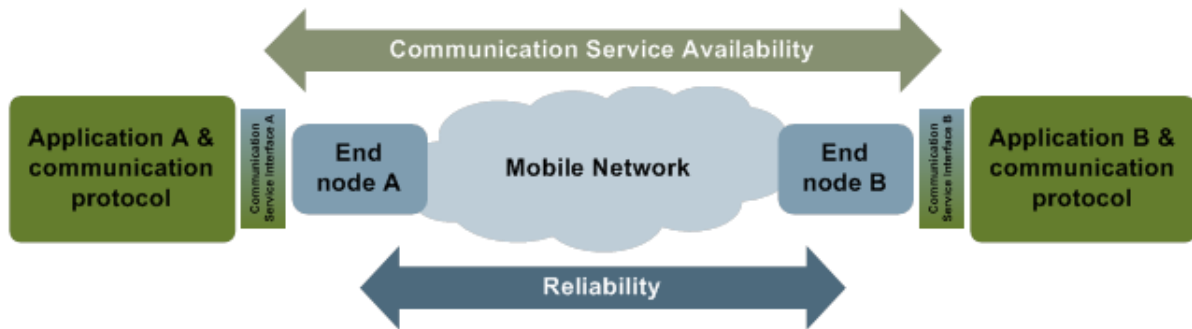 Communication Service Availability
Application A &
communication
protocol
Communication
Service Interface A
End
node A
Mobile Network
End
node B
Communication
Service Interface B
Application B &
communication
protocol
Reliability